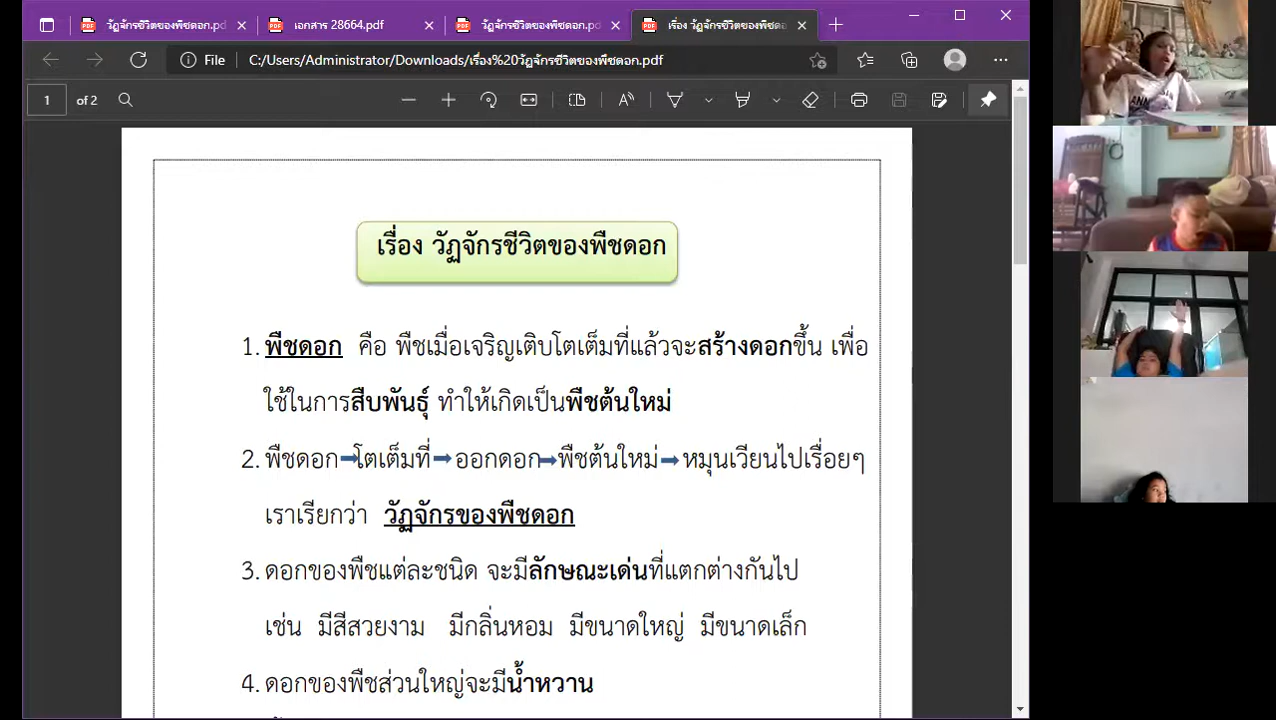 วัฏจักรชีวิตของพืชดอก.p
เอกสาร 28664.pdf
วัฏจักรชีวิตของพืชดอก.p
เรื่อง วัฏจักรชีวิตของพืชด
File
C:/Users/Administrator/Downloads/เรื่อง%20วัฏจักรชีวิตของพืชดอก.pdf
1 of 2
เรื่อง วัฏจักรชีวิตของพืชดอก
1. พืชดอก คือ พืชเมื่อเจริญเติบโตเต็มที่แล้วจะสร้างดอกขึ้น เพื่อ
ใช้ในการสืบพันธุ์ ทำให้เกิดเป็นพืชต้นใหม่
2. พืชดอก➡โตเต็มที่➡ออกดอก➡พืชต้นใหม่➡หมุนเวียนไปเรื่อยๆ
เราเรียกว่า วัฏจักรของพืชดอก
3. ดอกของพืชแต่ละชนิด จะมีลักษณะเด่นที่แตกต่างกันไป
เช่น มีสีสวยงาม มีกลิ่นหอม มีขนาดใหญ่ มีขนาดเล็ก
4. ดอกของพืชส่วนใหญ่จะมีน้ำหวาน